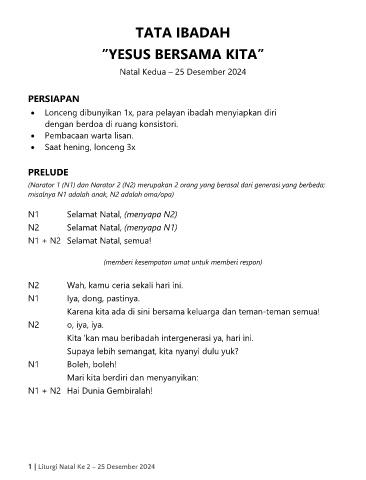 TATA IBADAH
"YESUS BERSAMA KITA"
Natal Kedua – 25 Desember 2024
PERSIAPAN
• Lonceng dibunyikan 1x, para pelayan ibadah menyiapkan diri
dengan berdoa di ruang konsistori.
• Pembacaan warta lisan.
• Saat hening, lonceng 3x
PRELUDE
(Narator 1 (N1) dan Narator 2 (N2) merupakan 2 orang yang berasal dari generasi yang berbeda;
misalnya N1 adalah anak, N2 adalah oma/opa)
N1 Selamat Natal, (menyapa N2)
N2 Selamat Natal, (menyapa N1)
N1 + N2 Selamat Natal, semua!
(memberi kesempatan umat untuk memberi respon)
N2 Wah, kamu ceria sekali hari ini.
N1 Iya, dong, pastinya.
Karena kita ada di sini bersama keluarga dan teman-teman semua!
N2 o, iya, iya.
Kita 'kan mau beribadah intergenerasi ya, hari ini.
Supaya lebih semangat, kita nyanyi dulu yuk?
N1 Boleh, boleh!
Mari kita berdiri dan menyanyikan:
N1 + N2 Hai Dunia Gembiralah!
1 | Liturgi Natal Ke 2 – 25 Desember 2024